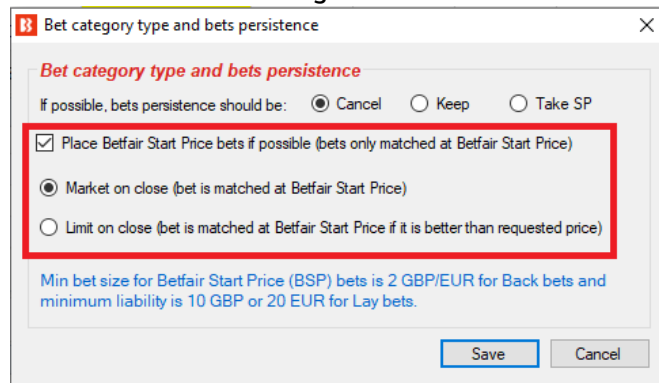 Bet category type and bets persistence
Bet category type and bets persistence
If possible, bets persistence should be: Cancel Keep Take SP
Place Betfair Start Price bets if possible (bets only matched at Betfair Start Price)
Market on close (bet is matched at Betfair Start Price)
Limit on close (bet is matched at Betfair Start Price if it is better than requested price)
Min bet size for Betfair Start Price (BSP) bets is 2 GBP/EUR for Back bets and
minimum liability is 10 GBP or 20 EUR for Lay bets.
Save Cancel